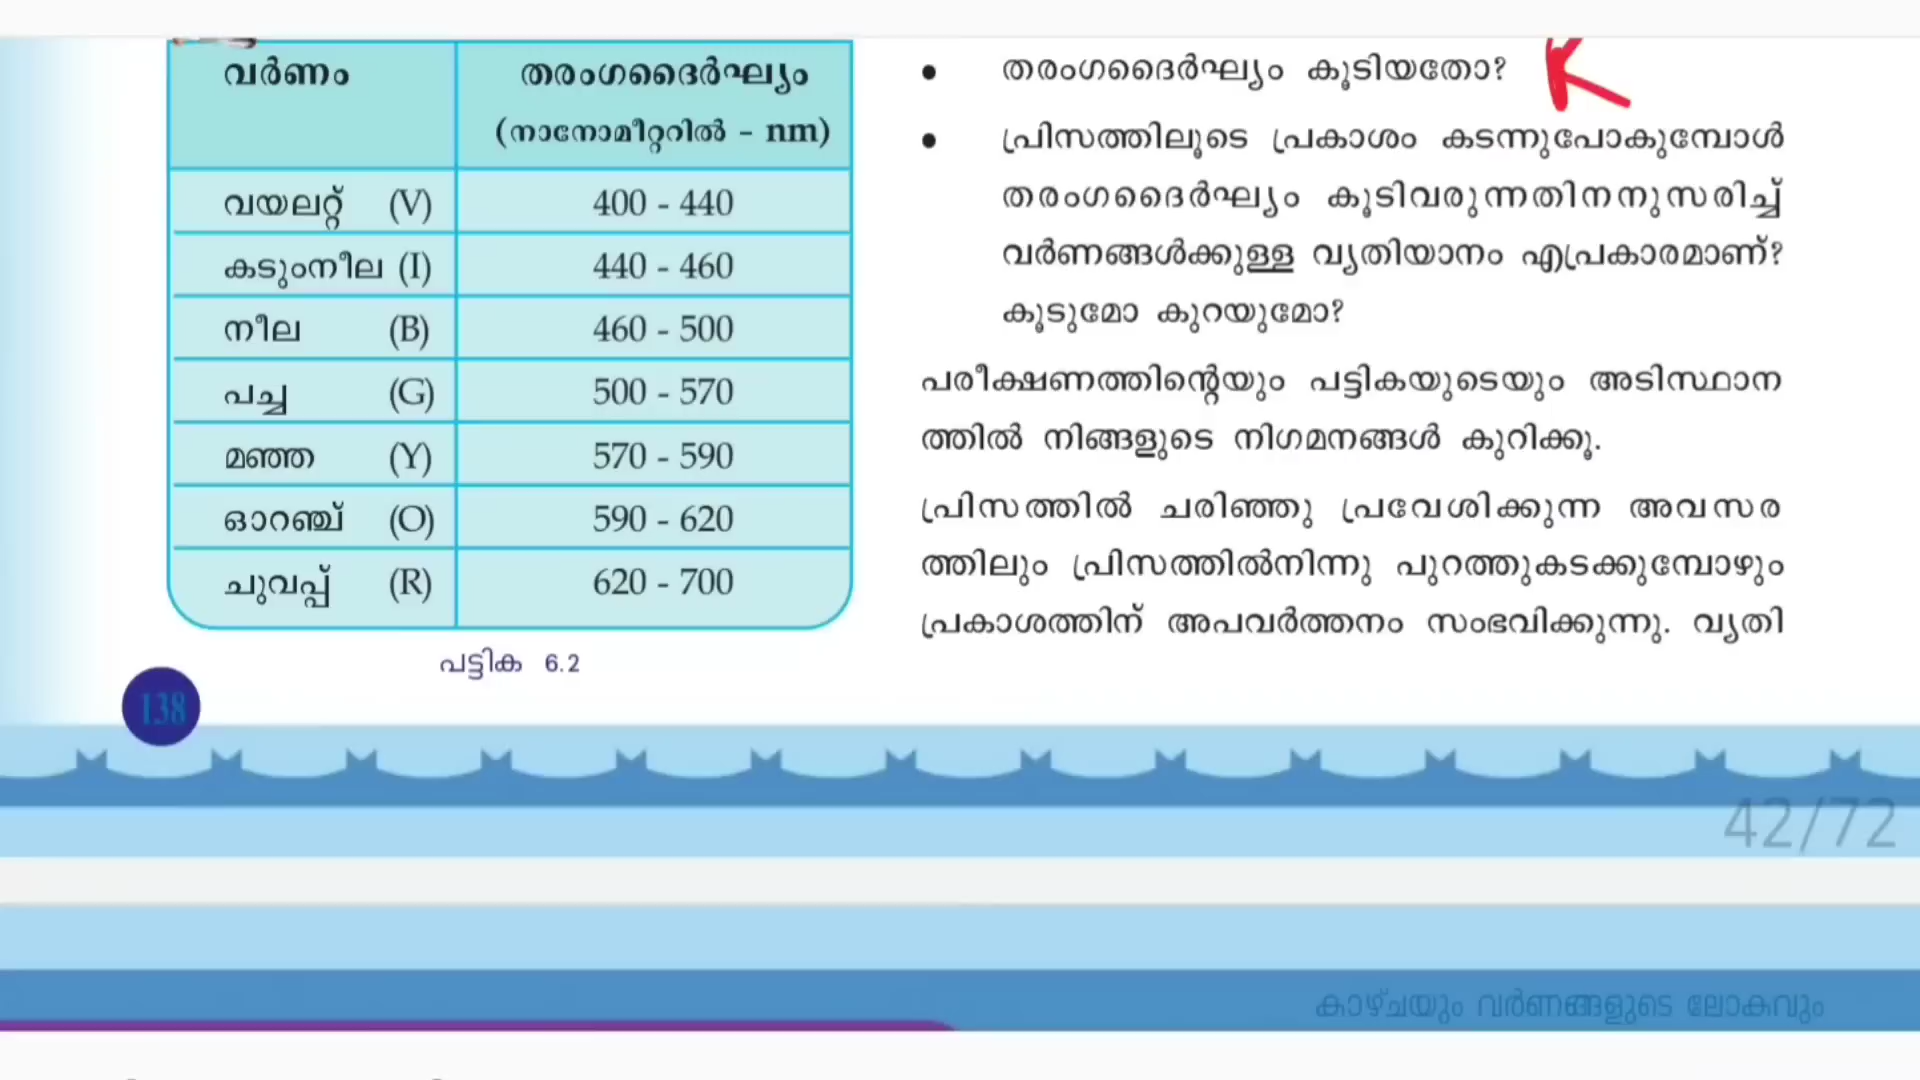 വർണം തരംഗദൈർഘ്യം
(നാനോമീറ്ററിൽ - nm)
വയലറ്റ് (V) 400 - 440
കടുംനീല (I) 440 - 460
നീല (B) 460 - 500
പച്ച (G) 500 - 570
മഞ്ഞ (Y) 570 - 590
ഓറഞ്ച് (O) 590 - 620
ചുവപ്പ് (R) 620 - 700
പട്ടിക 6.2
138
• തരംഗദൈർഘ്യം കൂടിയതോ?
• പ്രിസത്തിലൂടെ പ്രകാശം കടന്നുപോകുമ്പോൾ
തരംഗദൈർഘ്യം കൂടിവരുന്നതിനനുസരിച്ച്
വർണങ്ങൾക്കുള്ള വ്യതിയാനം എപ്രകാരമാണ്?
കൂടുമോ കുറയുമോ?
പരീക്ഷണത്തിന്റെയും പട്ടികയുടെയും അടിസ്ഥാന
ത്തിൽ നിങ്ങളുടെ നിഗമനങ്ങൾ കുറിക്കൂ.
പ്രിസത്തിൽ ചരിഞ്ഞു പ്രവേശിക്കുന്ന അവസര
ത്തിലും പ്രിസത്തിൽനിന്നു പുറത്തുകടക്കുമ്പോഴും
പ്രകാശത്തിന് അപവർത്തനം സംഭവിക്കുന്നു. വ്യതി
42/72
കാഴ്ചയും വർണങ്ങളുടെ ലോകവും